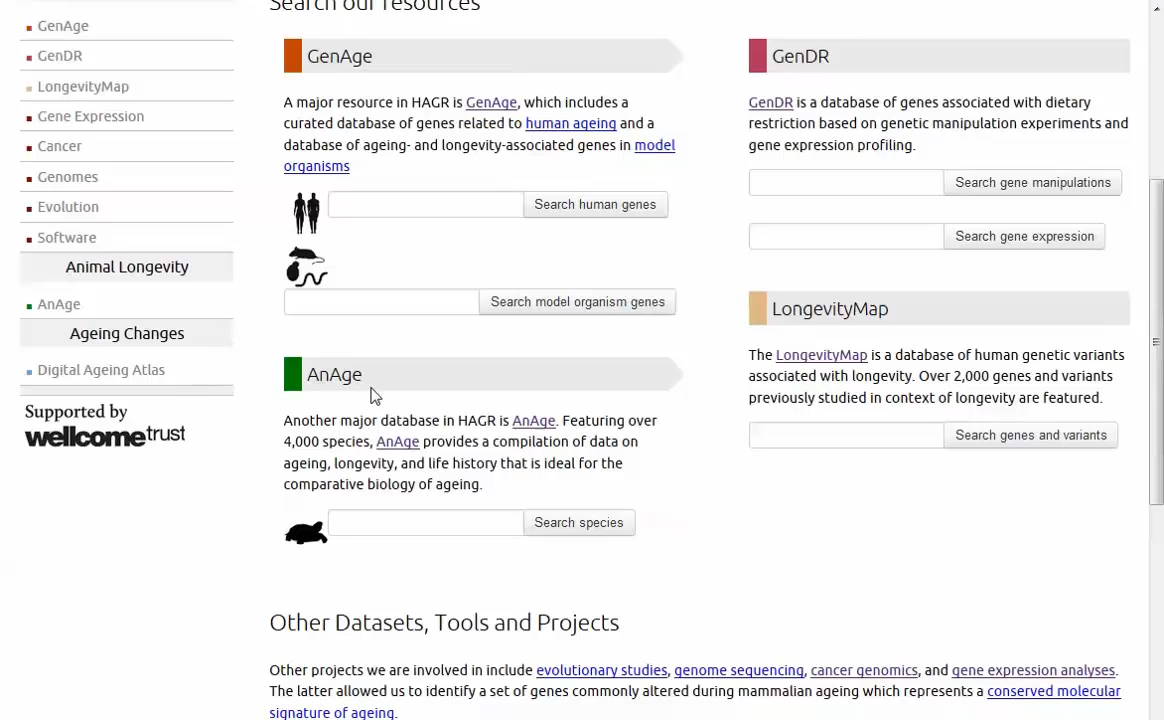 Search our resources
GenAge
GenDR
LongevityMap
Gene Expression
Cancer
Genomes
Evolution
Software
Animal Longevity
AnAge
Ageing Changes
Digital Ageing Atlas
Supported by
wellcometrust
GenAge
A major resource in HAGR is GenAge, which includes a
curated database of genes related to human ageing and a
database of ageing- and longevity-associated genes in model
organisms
Search human genes
Search model organism genes
AnAge
Another major database in HAGR is AnAge. Featuring over
4,000 species, AnAge provides a compilation of data on
ageing, longevity, and life history that is ideal for the
comparative biology of ageing.
Search species
GenDR
GenDR is a database of genes associated with dietary
restriction based on genetic manipulation experiments and
gene expression profiling.
Search gene manipulations
Search gene expression
LongevityMap
The LongevityMap is a database of human genetic variants
associated with longevity. Over 2,000 genes and variants
previously studied in context of longevity are featured.
Search genes and variants
Other Datasets, Tools and Projects
Other projects we are involved in include evolutionary studies, genome sequencing, cancer genomics, and gene expression analyses.
The latter allowed us to identify a set of genes commonly altered during mammalian ageing which represents a conserved molecular
signature of ageing.